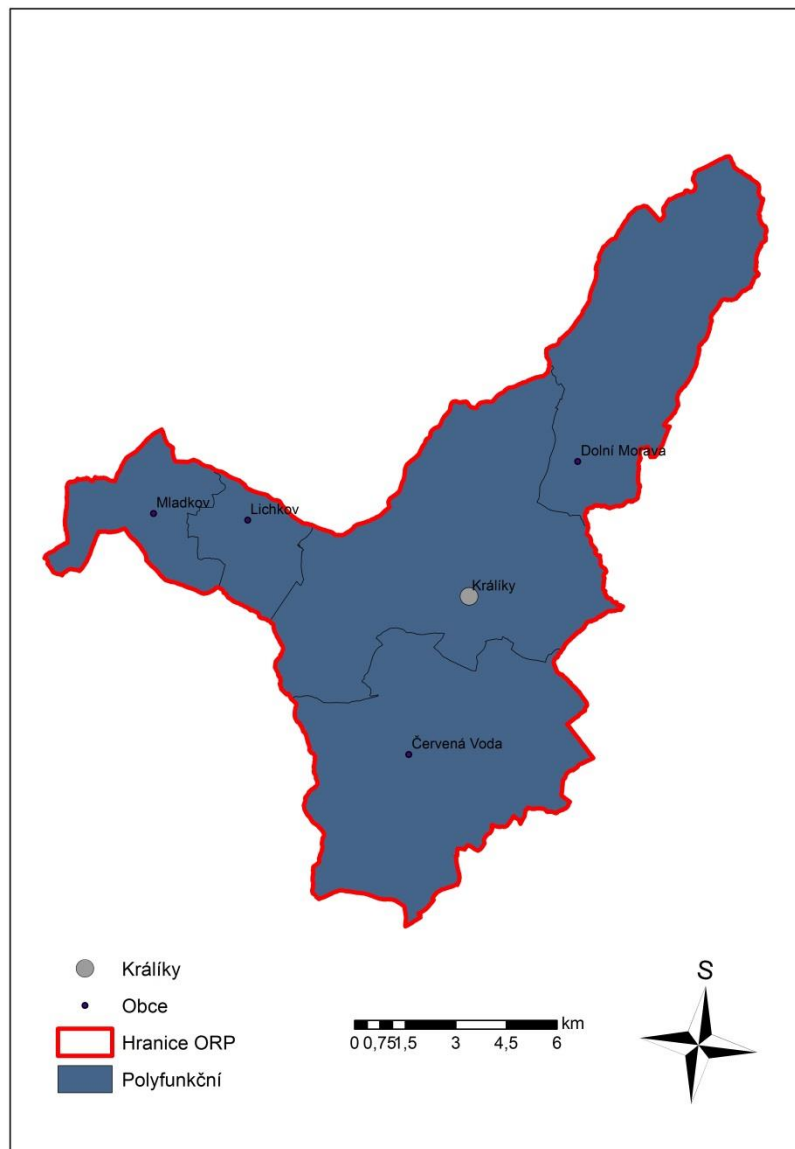 Dolní Morava
Mladkov
Lichkov
Králíky
Červená Voda
S
Králíky
Obce
Hranice ORP
Polyfunkční
km
0 0,75 1,5 3 4,5 6